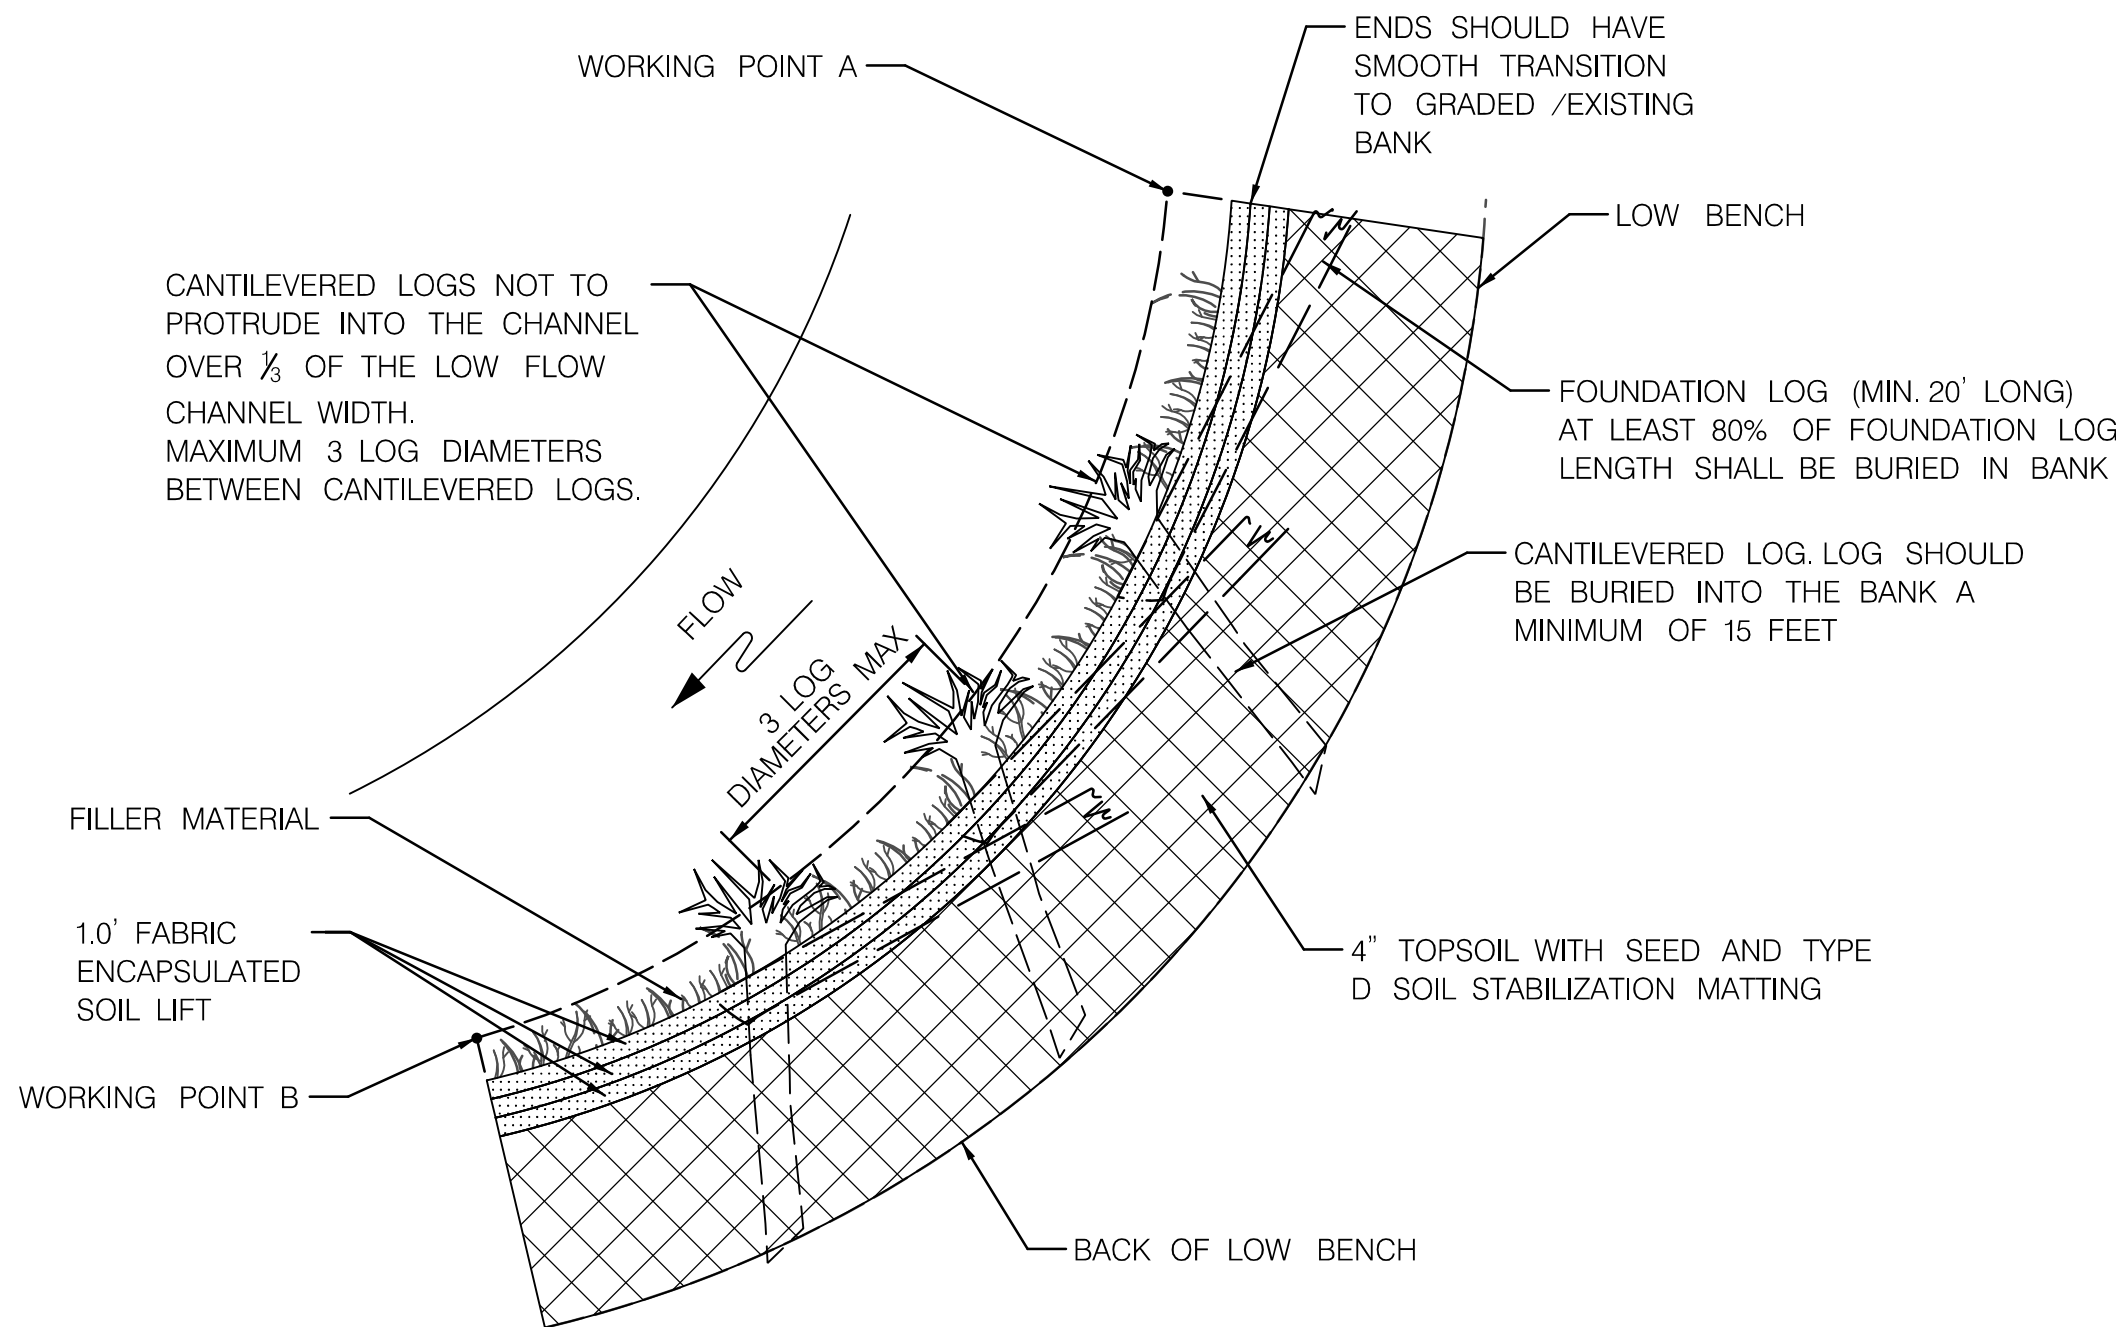 WORKING POINT A
ENDS SHOULD HAVE
SMOOTH TRANSITION
TO GRADED /EXISTING
BANK
LOW BENCH
CANTILEVERED LOGS NOT TO
PROTRUDE INTO THE CHANNEL
OVER 1/3 OF THE LOW FLOW
CHANNEL WIDTH.
MAXIMUM 3 LOG DIAMETERS
BETWEEN CANTILEVERED LOGS.
FOUNDATION LOG (MIN. 20' LONG)
AT LEAST 80% OF FOUNDATION LOG
LENGTH SHALL BE BURIED IN BANK
CANTILEVERED LOG. LOG SHOULD
BE BURIED INTO THE BANK A
MINIMUM OF 15 FEET
FLOW
3 LOG
DIAMETERS MAX
FILLER MATERIAL
1.0' FABRIC
ENCAPSULATED
SOIL LIFT
4" TOPSOIL WITH SEED AND TYPE
D SOIL STABILIZATION MATTING
WORKING POINT B
BACK OF LOW BENCH